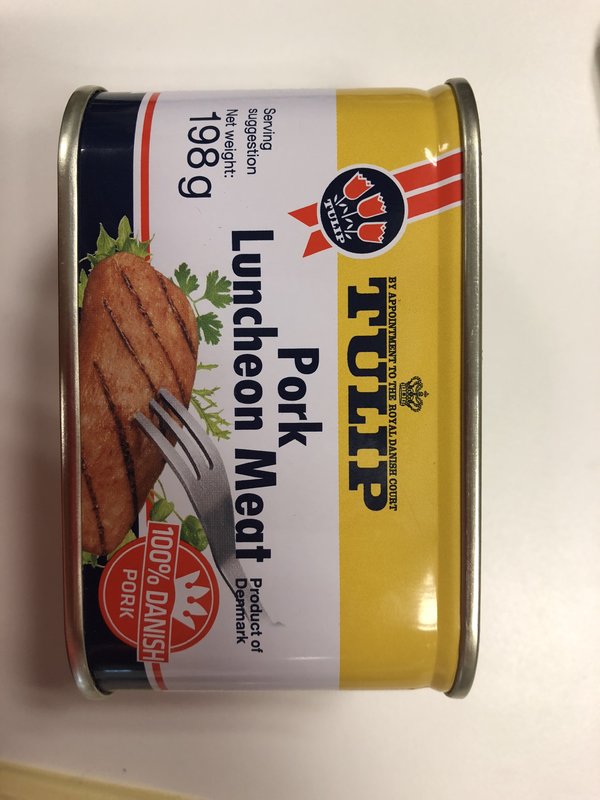 TULIP
BY APPOINTMENT TO THE ROYAL DANISH COURT
TULIP
Pork
Luncheon Meat
Serving
suggestion
Net weight:
198 g
Product of
Denmark
100% DANISH
PORK